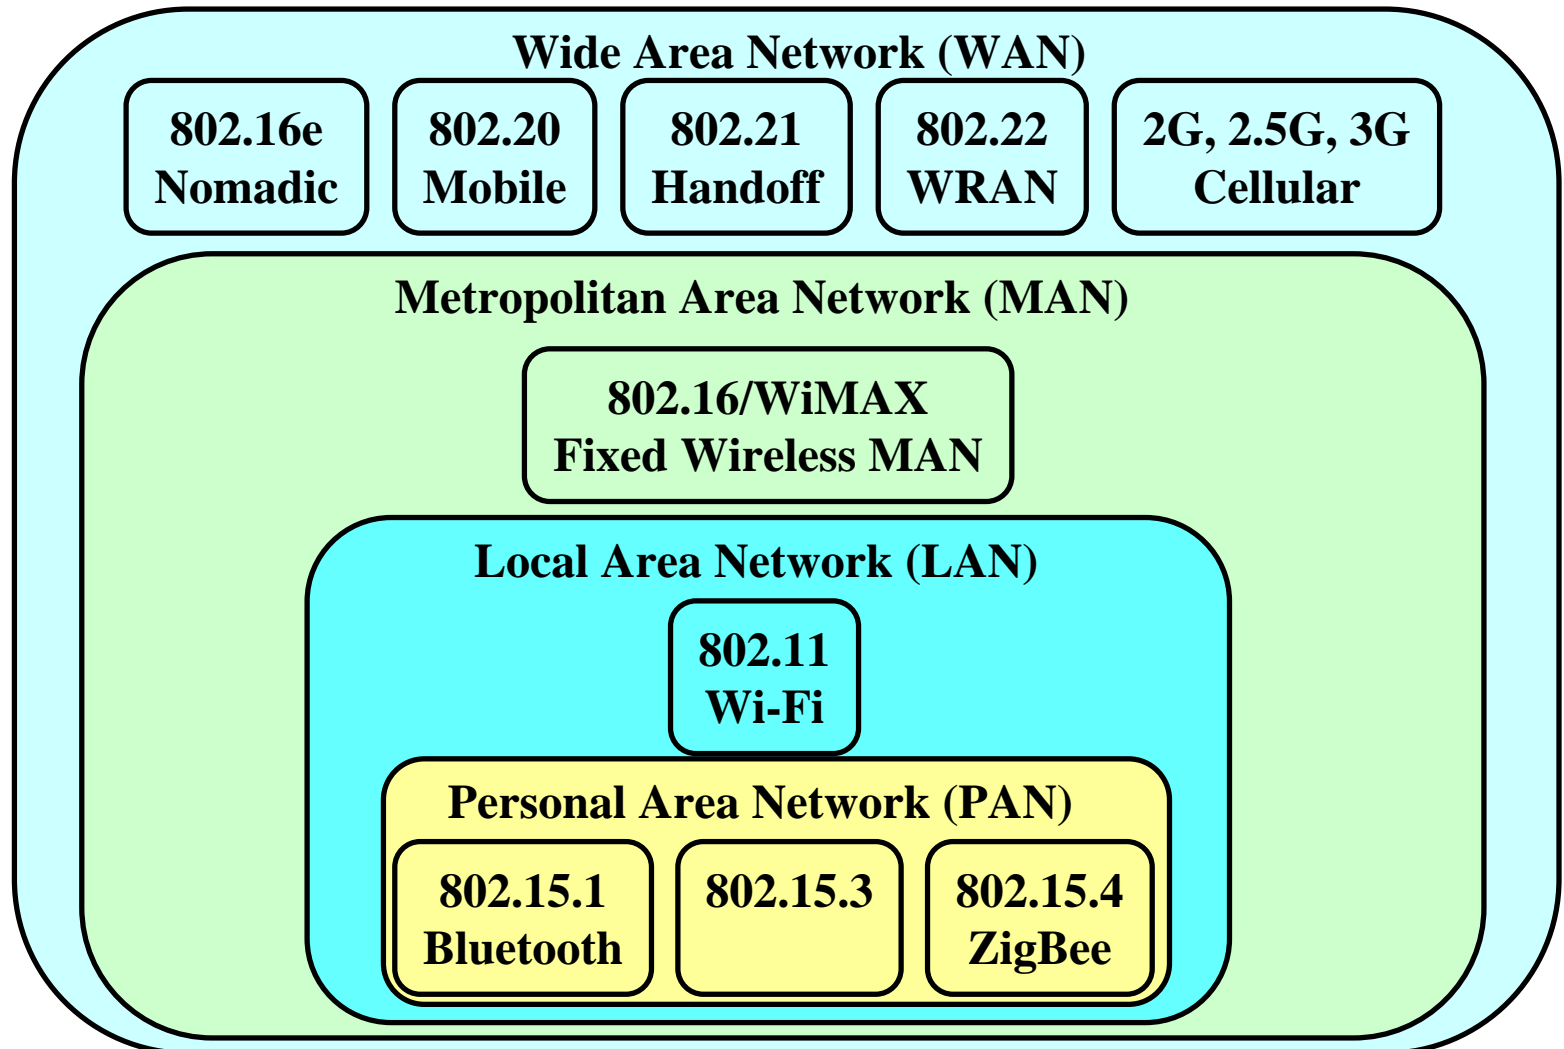 Wide Area Network (WAN)
802.16e
Nomadic
802.20
Mobile
802.21
Handoff
802.22
WRAN
2G, 2.5G, 3G
Cellular
Metropolitan Area Network (MAN)
802.16/WiMAX
Fixed Wireless MAN
Local Area Network (LAN)
802.11
Wi-Fi
Personal Area Network (PAN)
802.15.1
Bluetooth
802.15.3
802.15.4
ZigBee